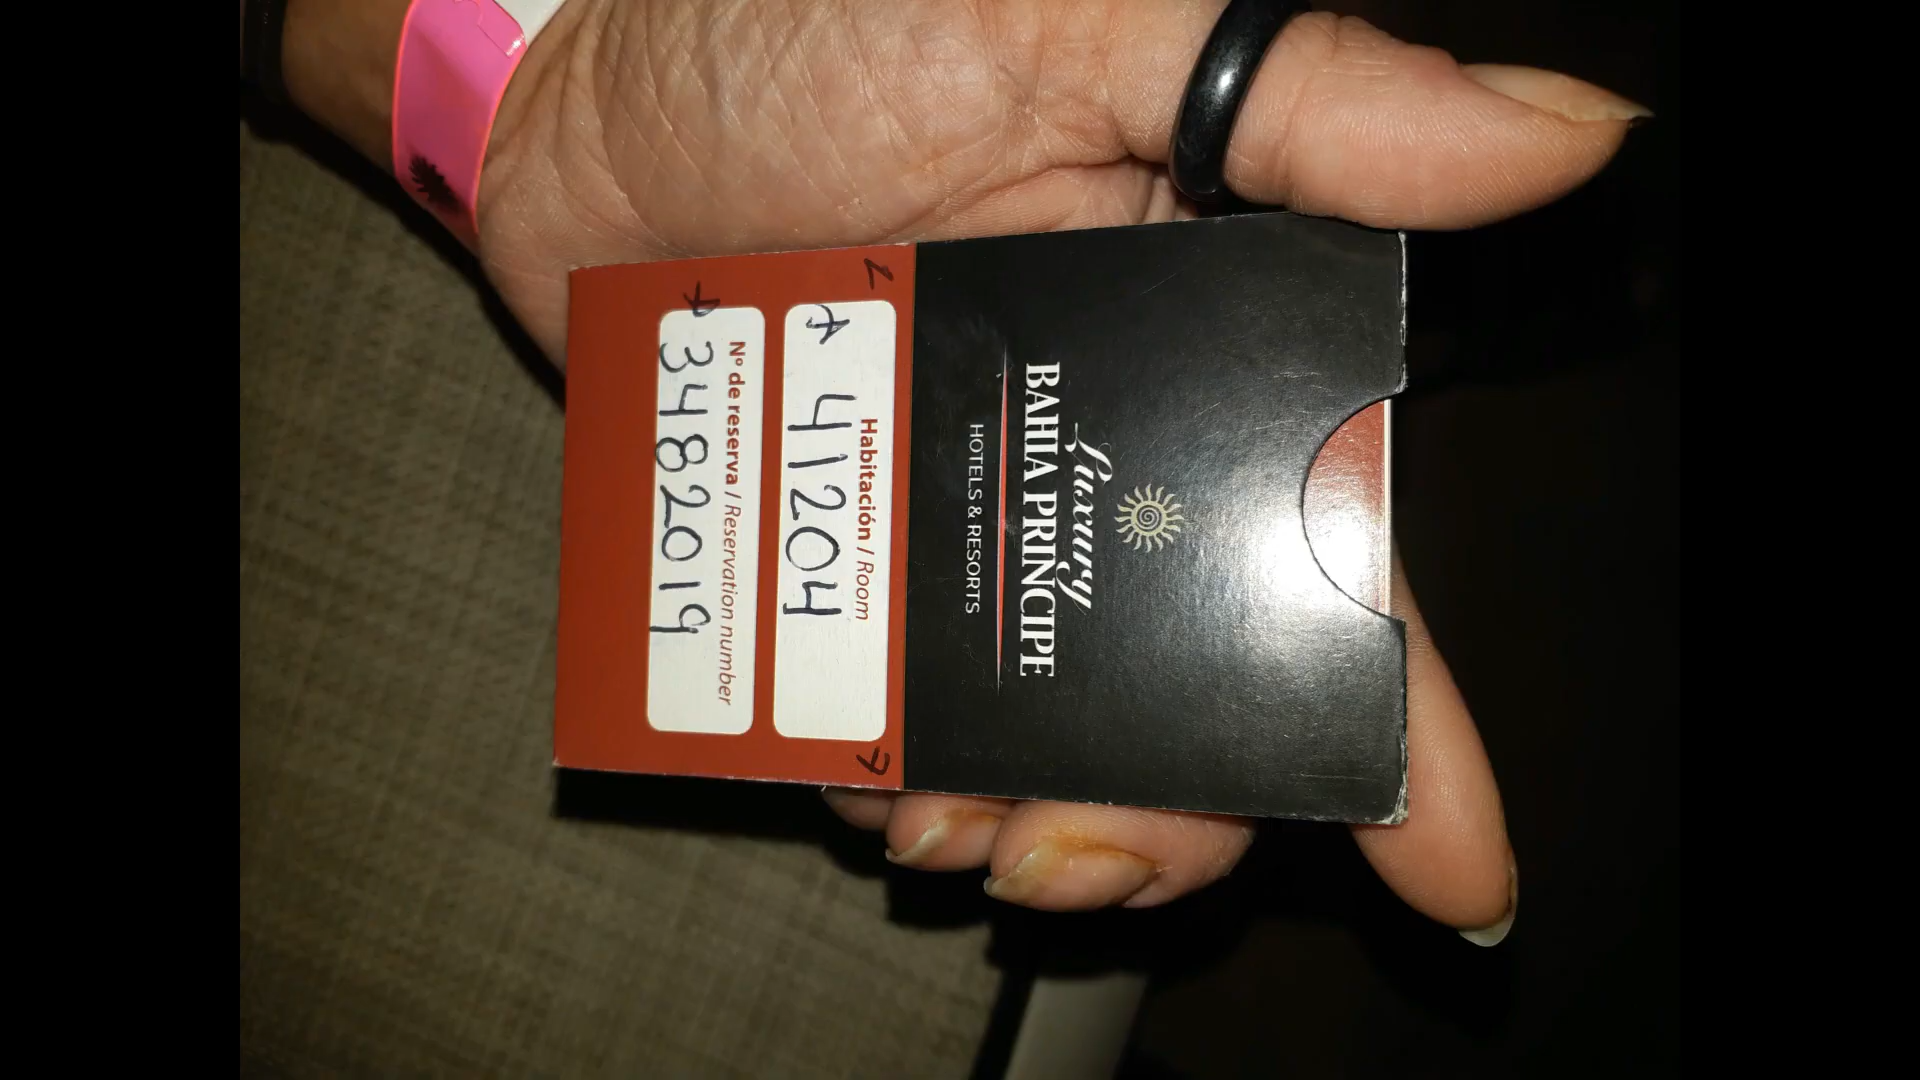 Luxury
BAHIA PRINCIPE
HOTELS & RESORTS
Habitación / Room
41204
Nº de reserva / Reservation number
3482019